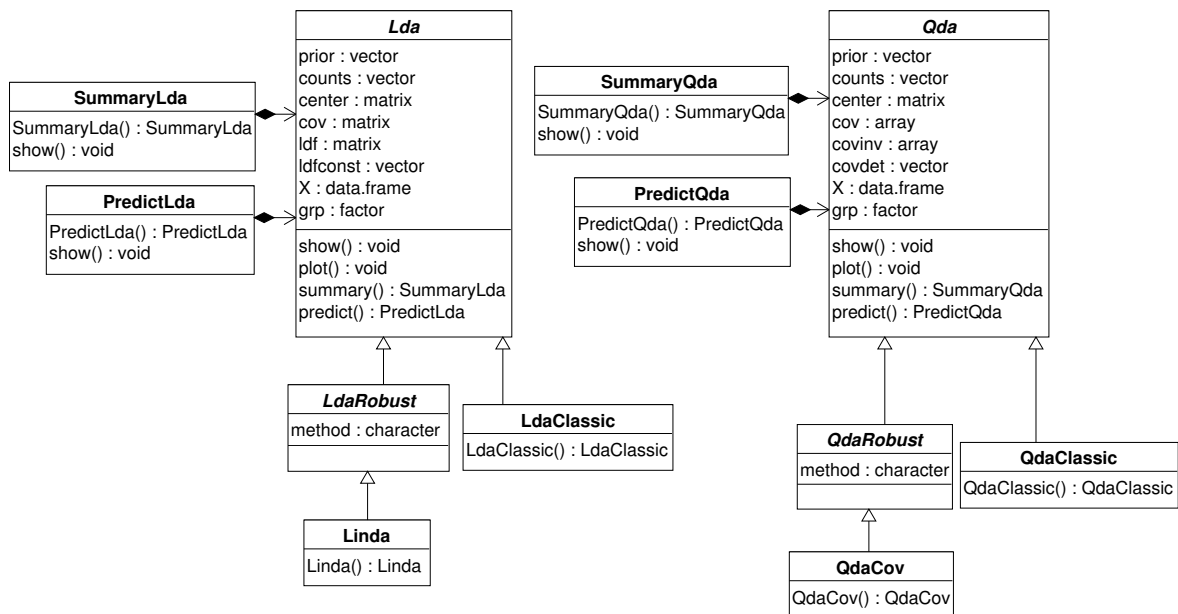 Lda
prior : vector
counts : vector
center : matrix
cov : matrix
ldf : matrix
ldfconst : vector
X : data.frame
grp : factor
show() : void
plot() : void
summary() : SummaryLda
predict() : PredictLda
SummaryLda
SummaryLda() : SummaryLda
show() : void
PredictLda
PredictLda() : PredictLda
show() : void
LdaRobust
method : character
LdaClassic
LdaClassic() : LdaClassic
Linda
Linda() : Linda
Qda
prior : vector
counts : vector
center : matrix
cov : array
covinv : array
covdet : vector
X : data.frame
grp : factor
show() : void
plot() : void
summary() : SummaryQda
predict() : PredictQda
SummaryQda
SummaryQda() : SummaryQda
show() : void
PredictQda
PredictQda() : PredictQda
show() : void
QdaRobust
method : character
QdaClassic
QdaClassic() : QdaClassic
QdaCov
QdaCov() : QdaCov